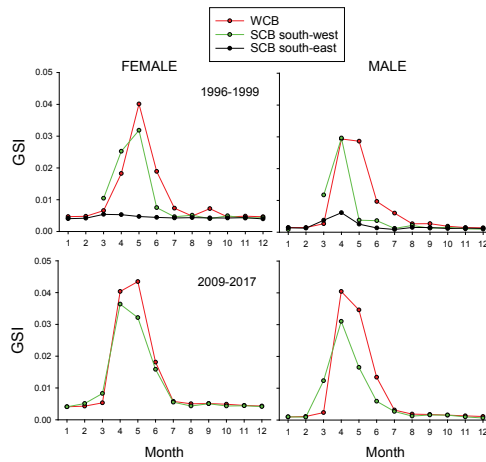 WCB
SCB south-west
SCB south-east
FEMALE
MALE
1996-1999
GSI
0.05
0.04
0.03
0.02
0.01
0.00
1 2 3 4 5 6 7 8 9 10 11 12
1 2 3 4 5 6 7 8 9 10 11 12
2009-2017
GSI
0.05
0.04
0.03
0.02
0.01
0.00
1 2 3 4 5 6 7 8 9 10 11 12
1 2 3 4 5 6 7 8 9 10 11 12
Month
Month